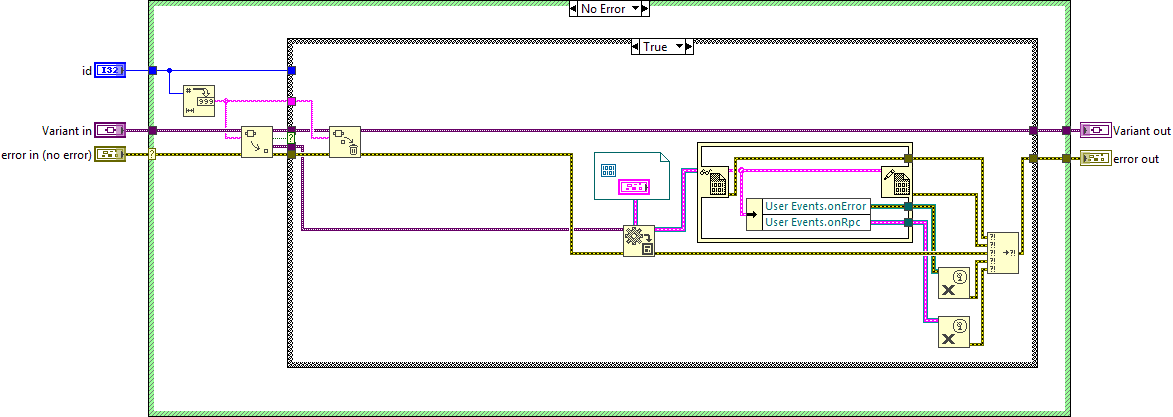 No Error
True
id
I32
999
Variant in
error in (no error)
?
?
User Events.onError
User Events.onRpc
?!
?!
?!
?!
?!
?!
Variant out
error out